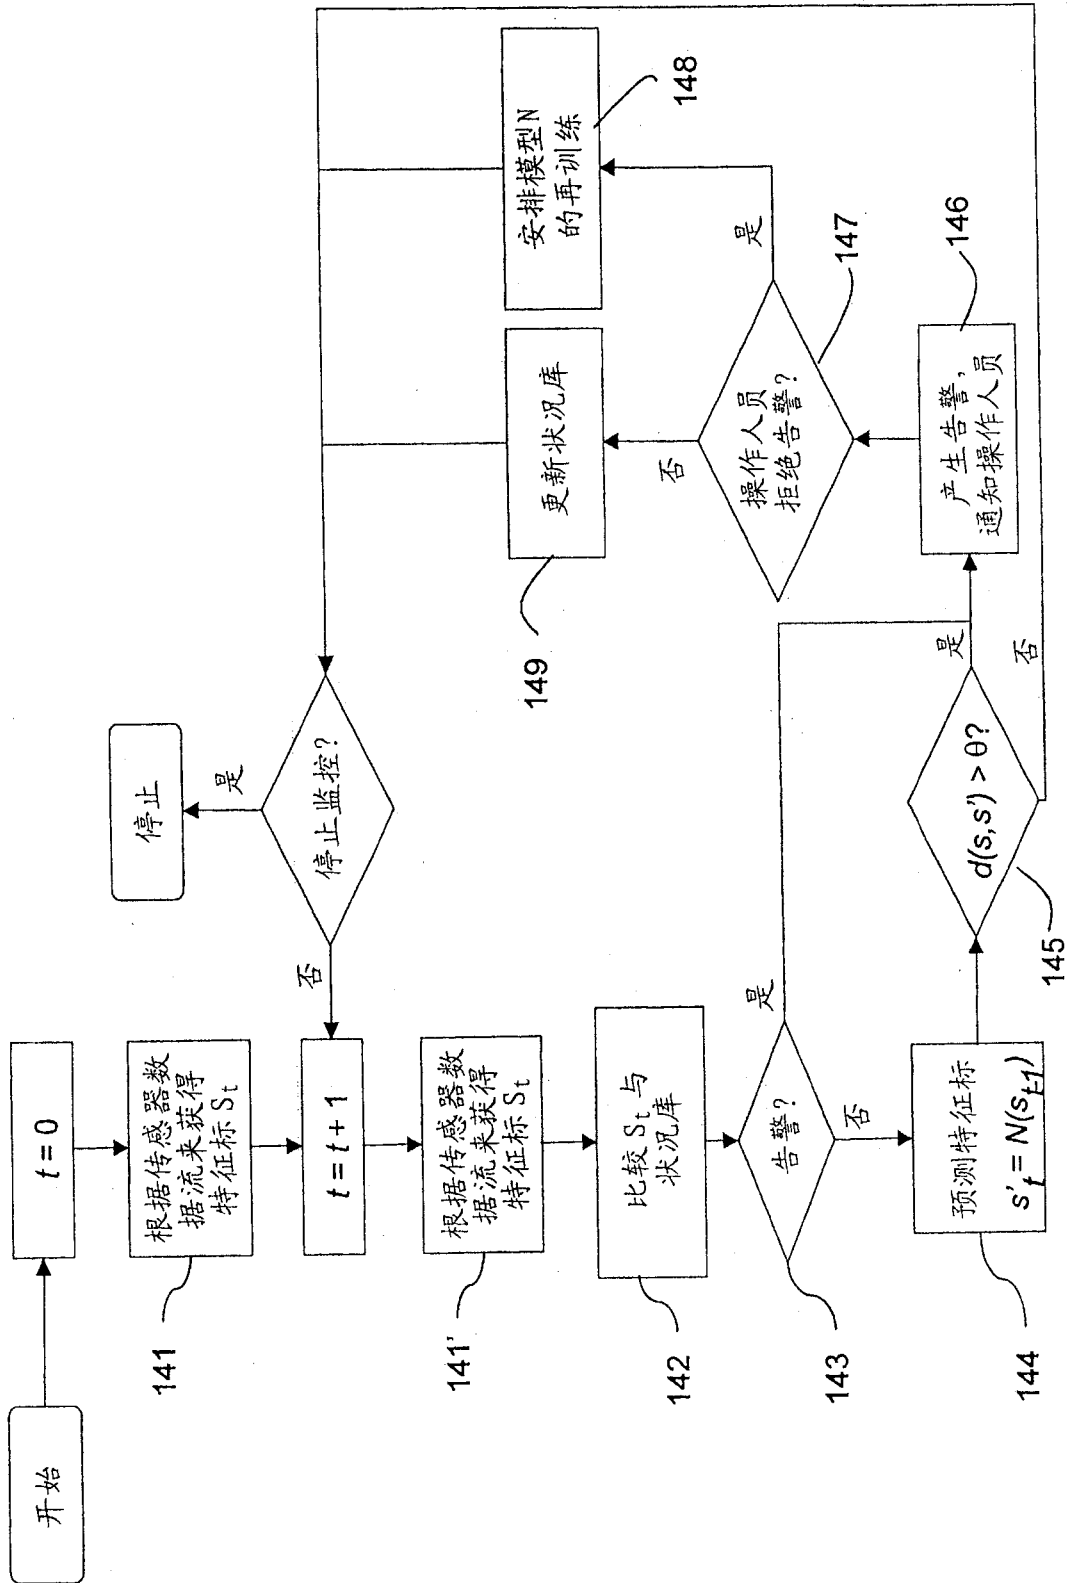 开始
t = 0
根据传感器数
据流来获得
特征标 St
141
t = t + 1
根据传感器数
据流来获得
特征标 St
141'
比较 St 与
状况库
142
告警?
143
是
否
预测特征标
s't = N(st-1)
144
d(s,s') > θ?
145
是
否
产生告警,
通知操作人员
146
操作人员
拒绝告警?
147
是
否
安排模型N
的再训练
148
更新状况库
149
停止监控?
是
否
停止